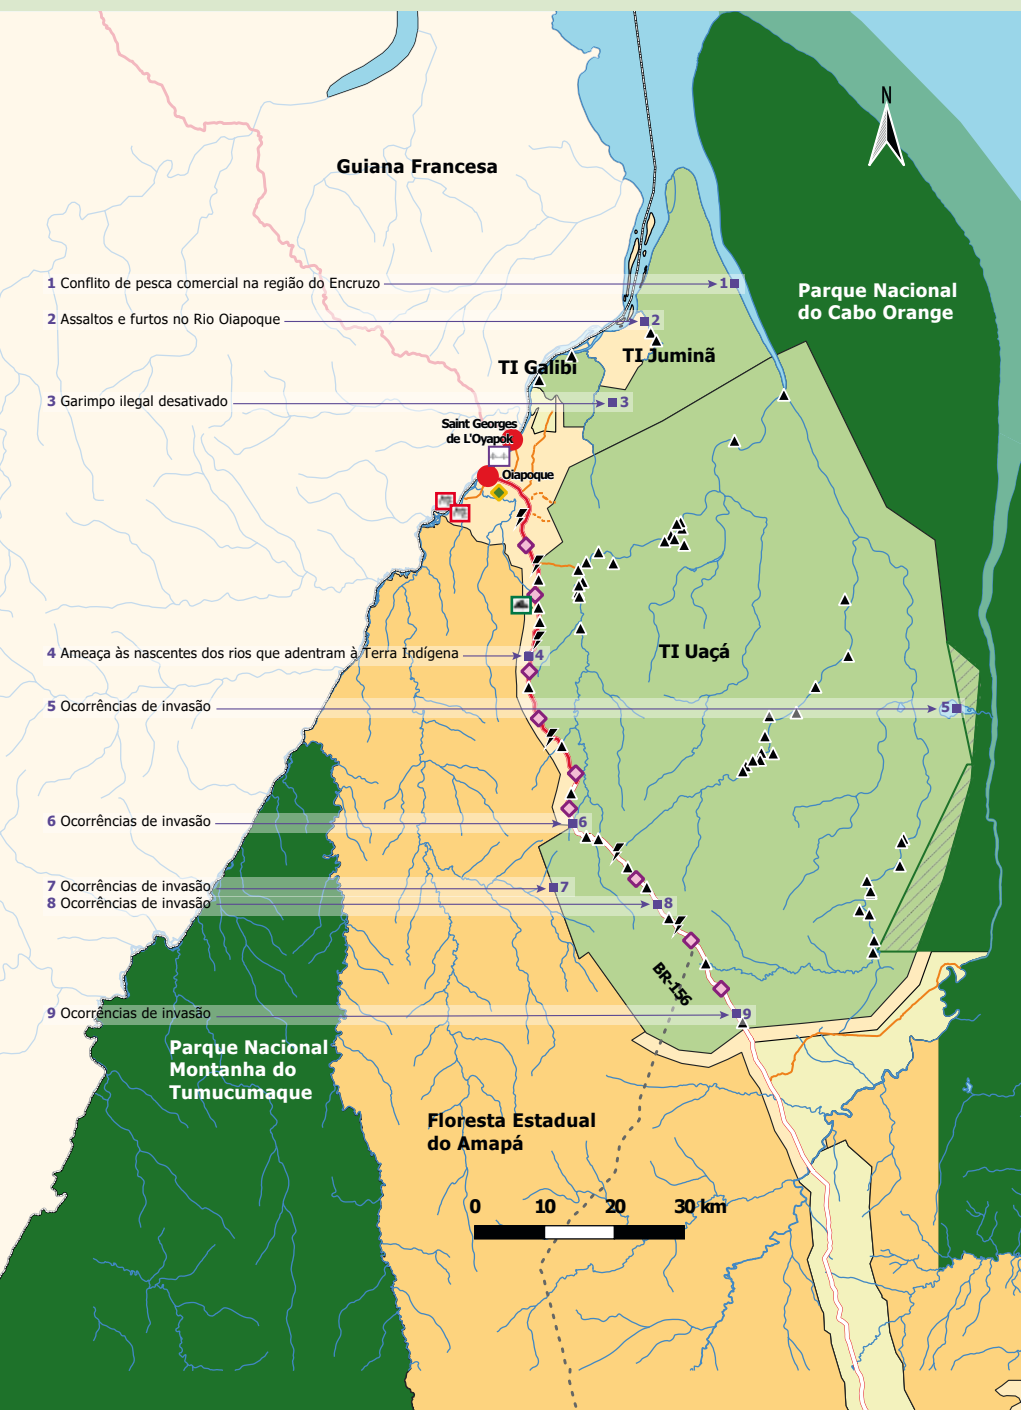 N
Guiana Francesa
1 Conflito de pesca comercial na região do Encruzo
1
Parque Nacional
do Cabo Orange
2 Assaltos e furtos no Rio Oiapoque
2
TI Juminã
TI Galibi
3 Garimpo ilegal desativado
3
Saint Georges
de L'Oyapok
Oiapoque
4 Ameaça às nascentes dos rios que adentram à Terra Indígena
4
TI Uaçá
5 Ocorrências de invasão
5
6 Ocorrências de invasão
6
7 Ocorrências de invasão
7
8 Ocorrências de invasão
8
BR-156
9 Ocorrências de invasão
9
Parque Nacional
Montanha do
Tumucumaque
Floresta Estadual
do Amapá
0 10 20 30 km